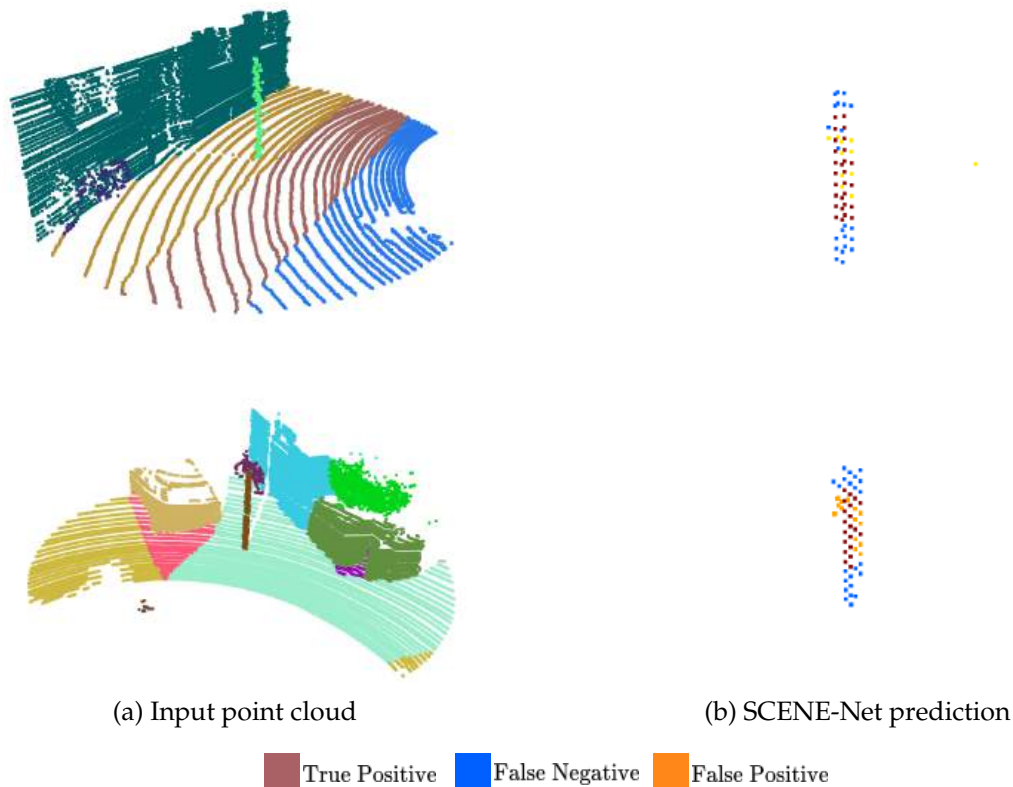 (a) Input point cloud
(b) SCENE-Net prediction
True Positive False Negative False Positive